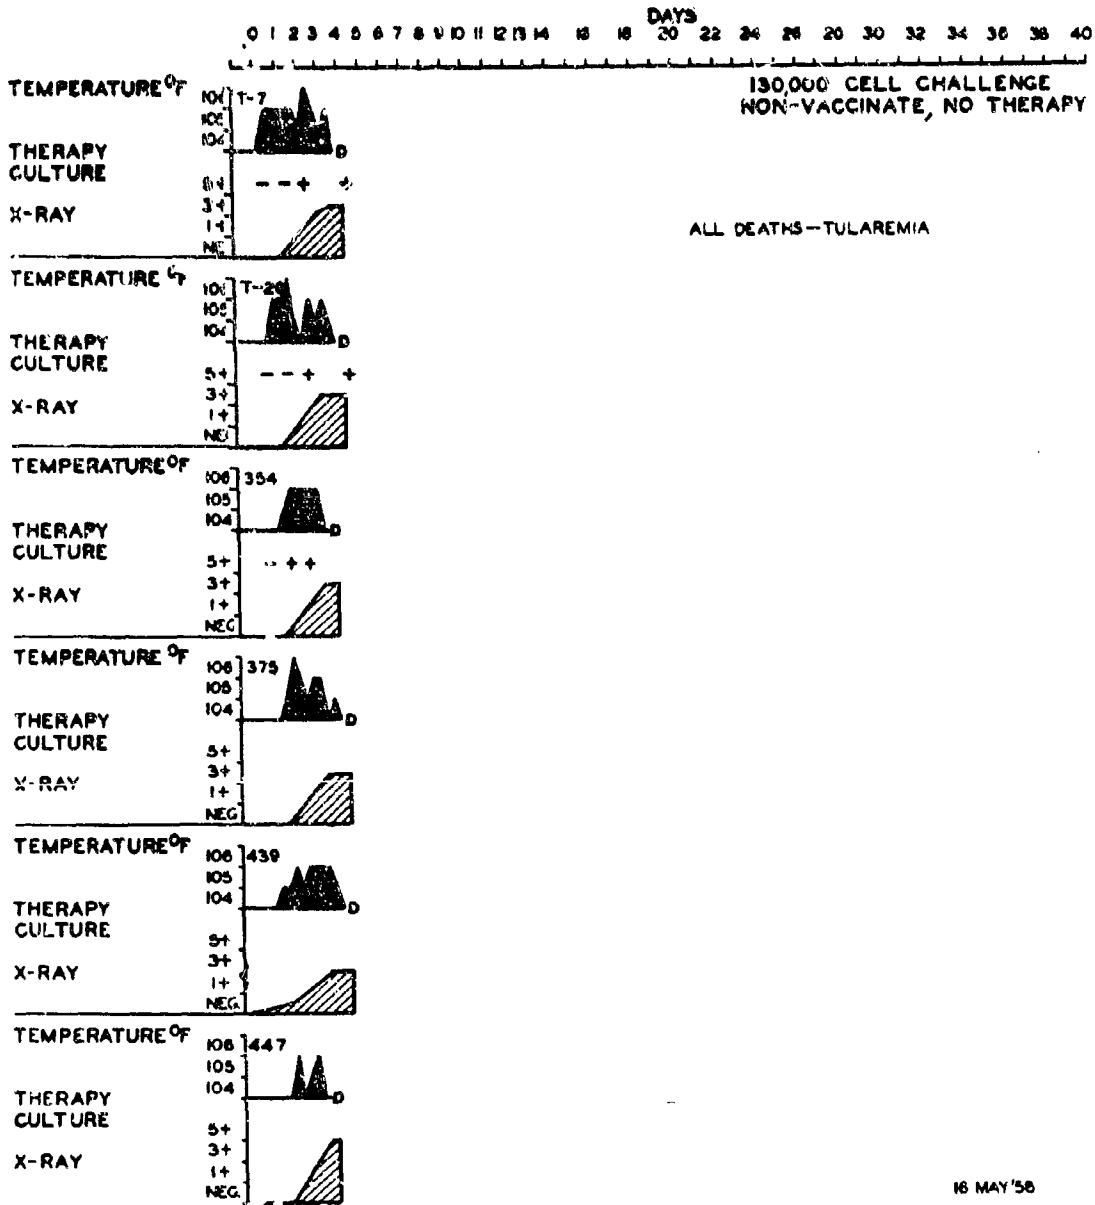 DAYS
0 1 2 3 4 5 6 7 8 9 10 11 12 13 14 16 18 20 22 24 26 28 30 32 34 36 38 40
130,000 CELL CHALLENGE
NON-VACCINATE, NO THERAPY
ALL DEATHS-TULAREMIA
TEMPERATURE °F
106 T-7
105
104
THERAPY D
CULTURE
- - + +
X-RAY
3+
1+
TEMPERATURE
T-20
105
104
THERAPY D
CULTURE
5+ - - + +
3+
X-RAY
1+
TEMPERATURE °F
106 354
105
104
THERAPY D
CULTURE
5+ + +
3+
X-RAY
1+
NEG
TEMPERATURE °F
106 375
105
104
THERAPY D
CULTURE
5+
3+
X-RAY
1+
NEG
TEMPERATURE °F
106 439
105
104
THERAPY D
CULTURE
5+
3+
X-RAY
1+
NEG.
TEMPERATURE °F
106 447
105
104
THERAPY D
CULTURE
5+
3+
X-RAY
1+
NEG.
16 MAY '58